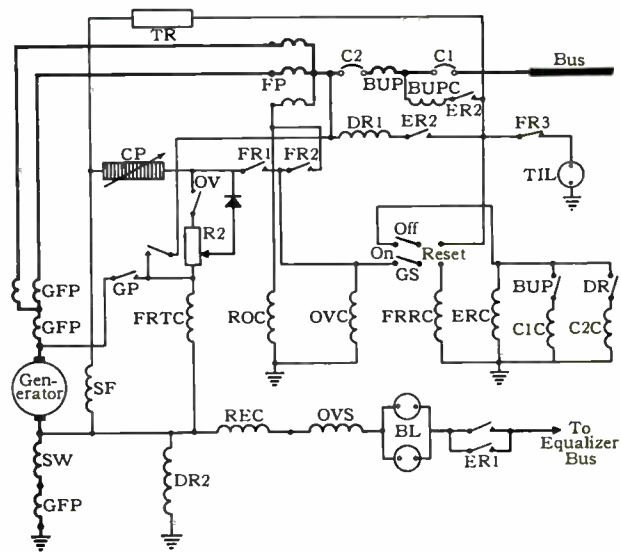 TR
C2
C1
Bus
FP
BUP
BUPC
ER2
DR1
ER2
FR3
CP
FR1
FR2
TIL
OV
R2
Off
On
Reset
GS
GFP
GP
GFP
FRTC
ROC
OVC
FRRC
ERC
BUP
DR
C1C
C2C
Gen-
erator
SF
REC
OVS
BL
To
Equalizer
Bus
ER1
SW
DR2
GFP